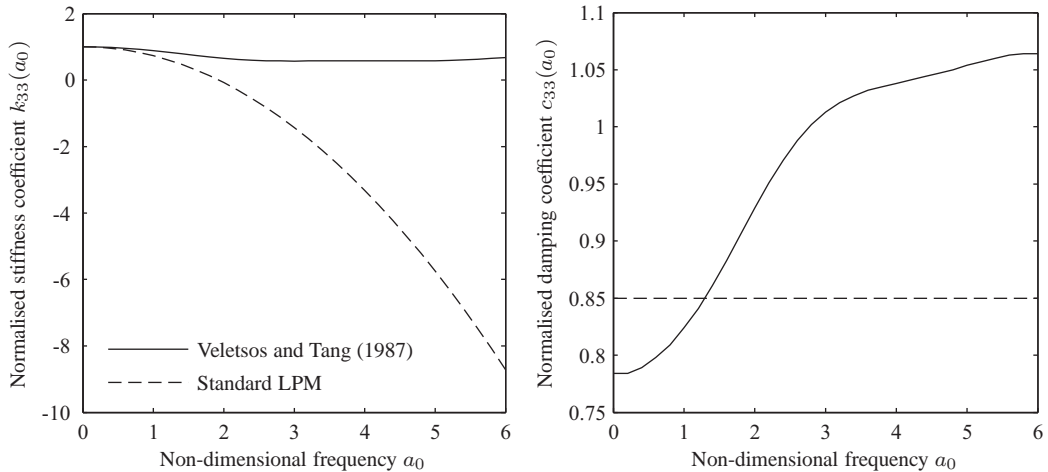 Normalised stiffness coefficient k₃₃(a₀)
2
1
0
-2
-4
-6
-8
-10
Veletsos and Tang (1987)
Standard LPM
0 1 2 3 4 5 6
Non-dimensional frequency a₀
Normalised damping coefficient c₃₃(a₀)
1.1
1.05
1
0.95
0.9
0.85
0.8
0.75
0 1 2 3 4 5 6
Non-dimensional frequency a₀